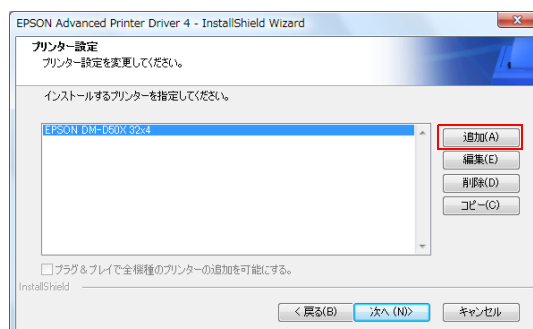 EPSON Advanced Printer Driver 4 - InstallShield Wizard
プリンター設定
プリンター設定を変更してください。
インストールするプリンターを指定してください。
EPSON DM-D50X 32x4
追加(A)
編集(E)
削除(D)
コピー(C)
プラグ&プレイで全機種のプリンターの追加を可能にする。
InstallShield
< 戻る(B)
次へ (N)>
キャンセル